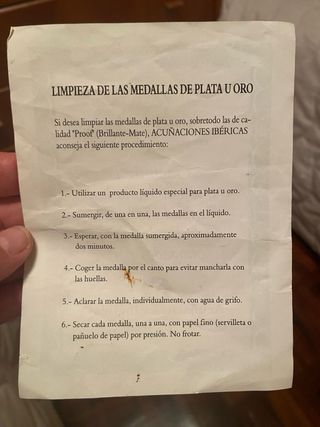 LIMPIEZA DE LAS MEDALLAS DE PLATA U ORO
Si desea limpiar las medallas de plata u oro, sobretodo las de ca-
lidad "Proof" (Brillante-Mate), ACUÑACIONES IBÉRICAS
aconseja el siguiente procedimiento:
1.- Utilizar un producto líquido especial para plata u oro.
2.- Sumergir, de una en una, las medallas en el líquido.
3.- Esperar, con la medalla sumergida, aproximadamente
dos minutos.
4.- Coger la medalla por el canto para evitar mancharla con
las huellas.
5.- Aclarar la medalla, individualmente, con agua de grifo.
6.- Secar cada medalla, una a una, con papel fino (servilleta o
pañuelo de papel) por presión. No frotar.